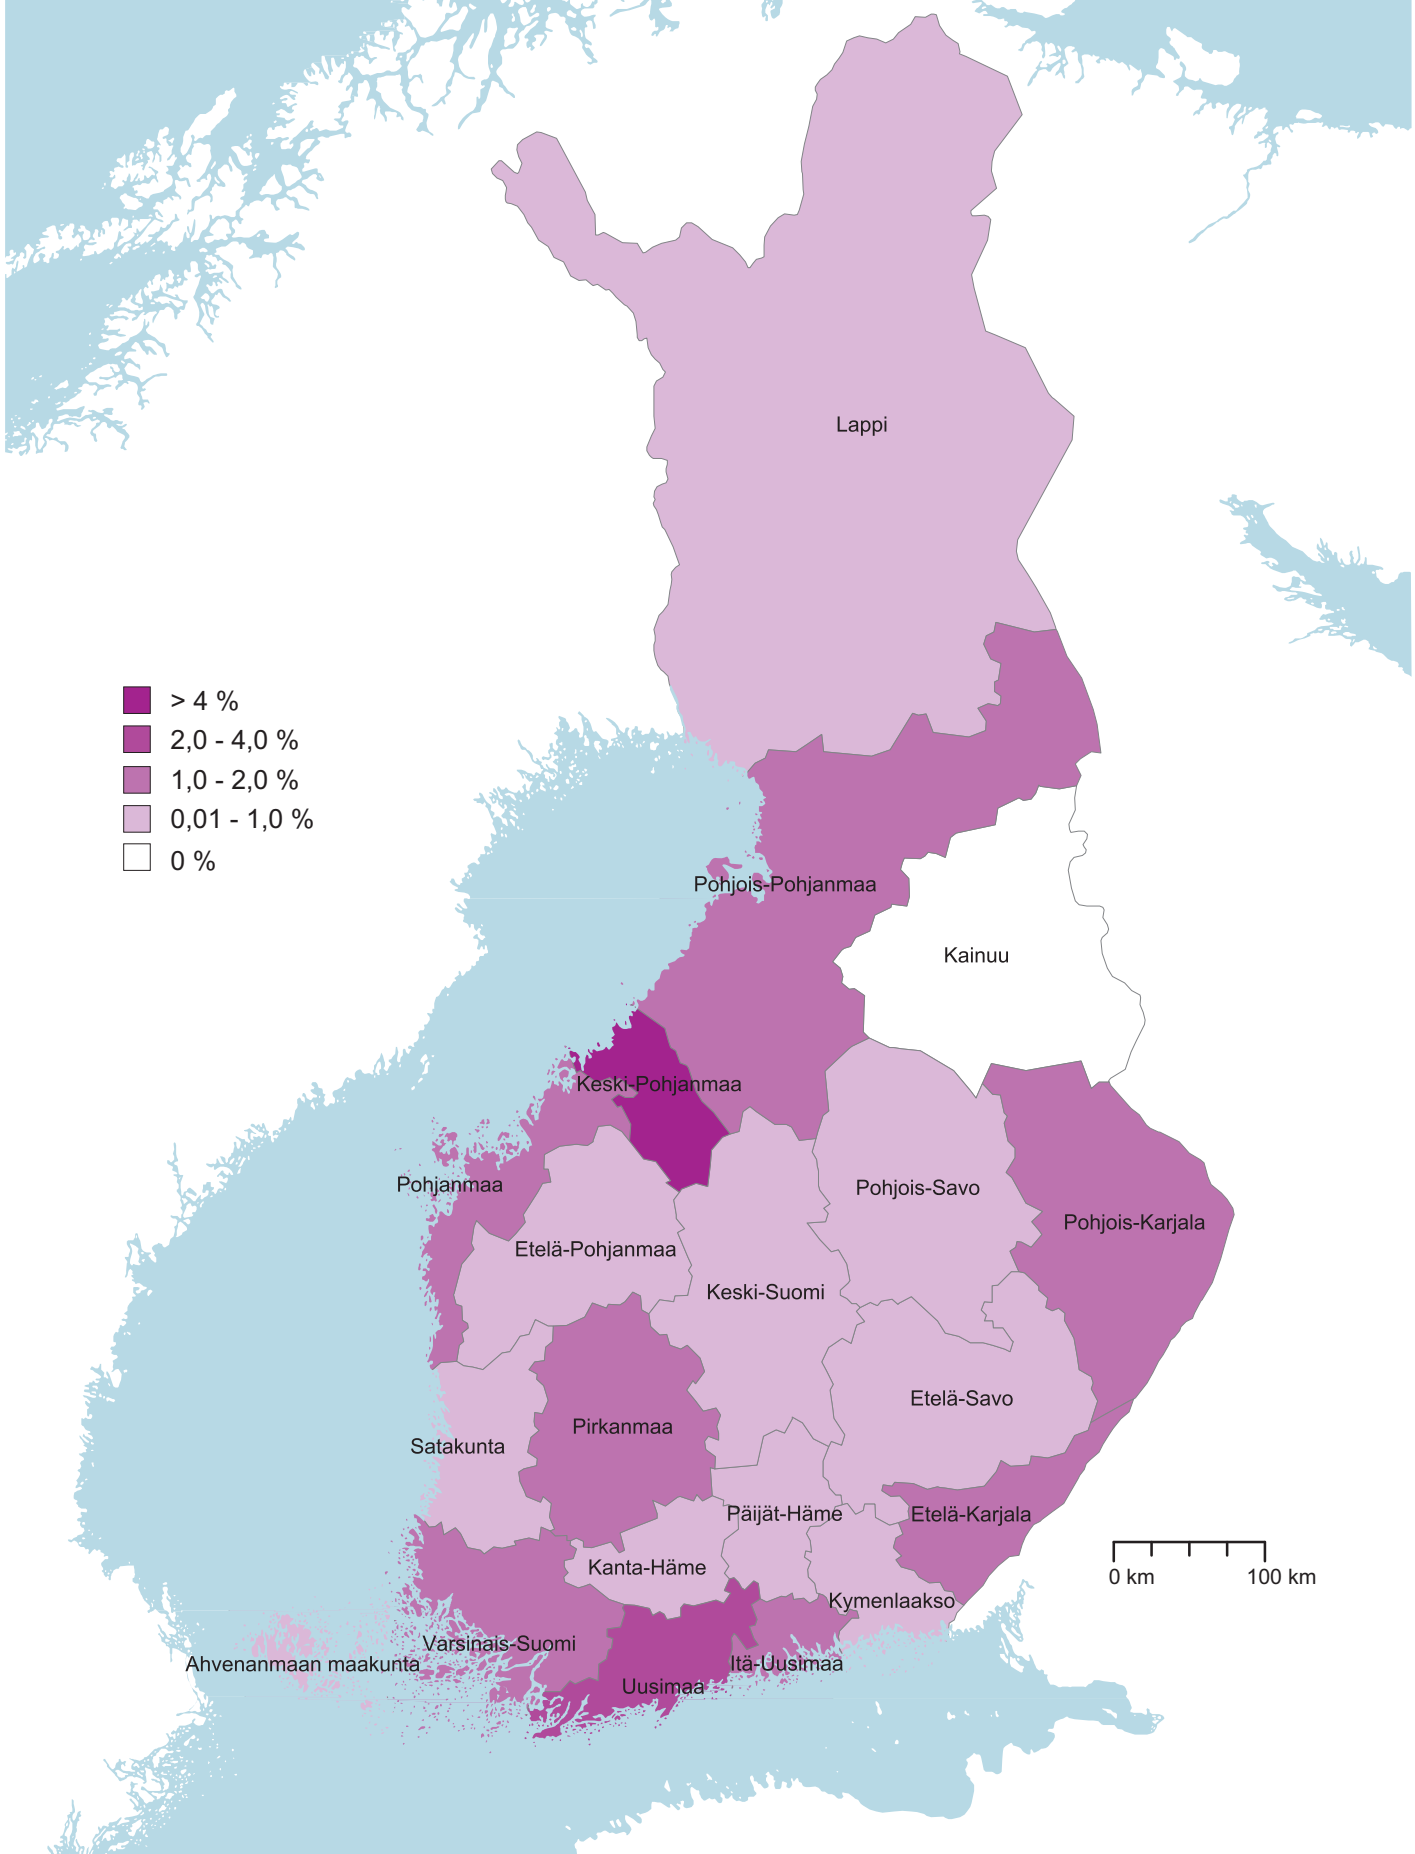 Lappi
> 4 %
2,0 - 4,0 %
1,0 - 2,0 %
0,01 - 1,0 %
0 %
Pohjois-Pohjanmaa
Kainuu
Keski-Pohjanmaa
Pohjanmaa
Pohjois-Savo
Pohjois-Karjala
Etelä-Pohjanmaa
Keski-Suomi
Etelä-Savo
Pirkanmaa
Satakunta
Päijät-Häme
Etelä-Karjala
Kanta-Häme
0 km 100 km
Kymenlaakso
Varsinais-Suomi
Ahvenanmaan maakunta
Itä-Uusimaa
Uusimaa